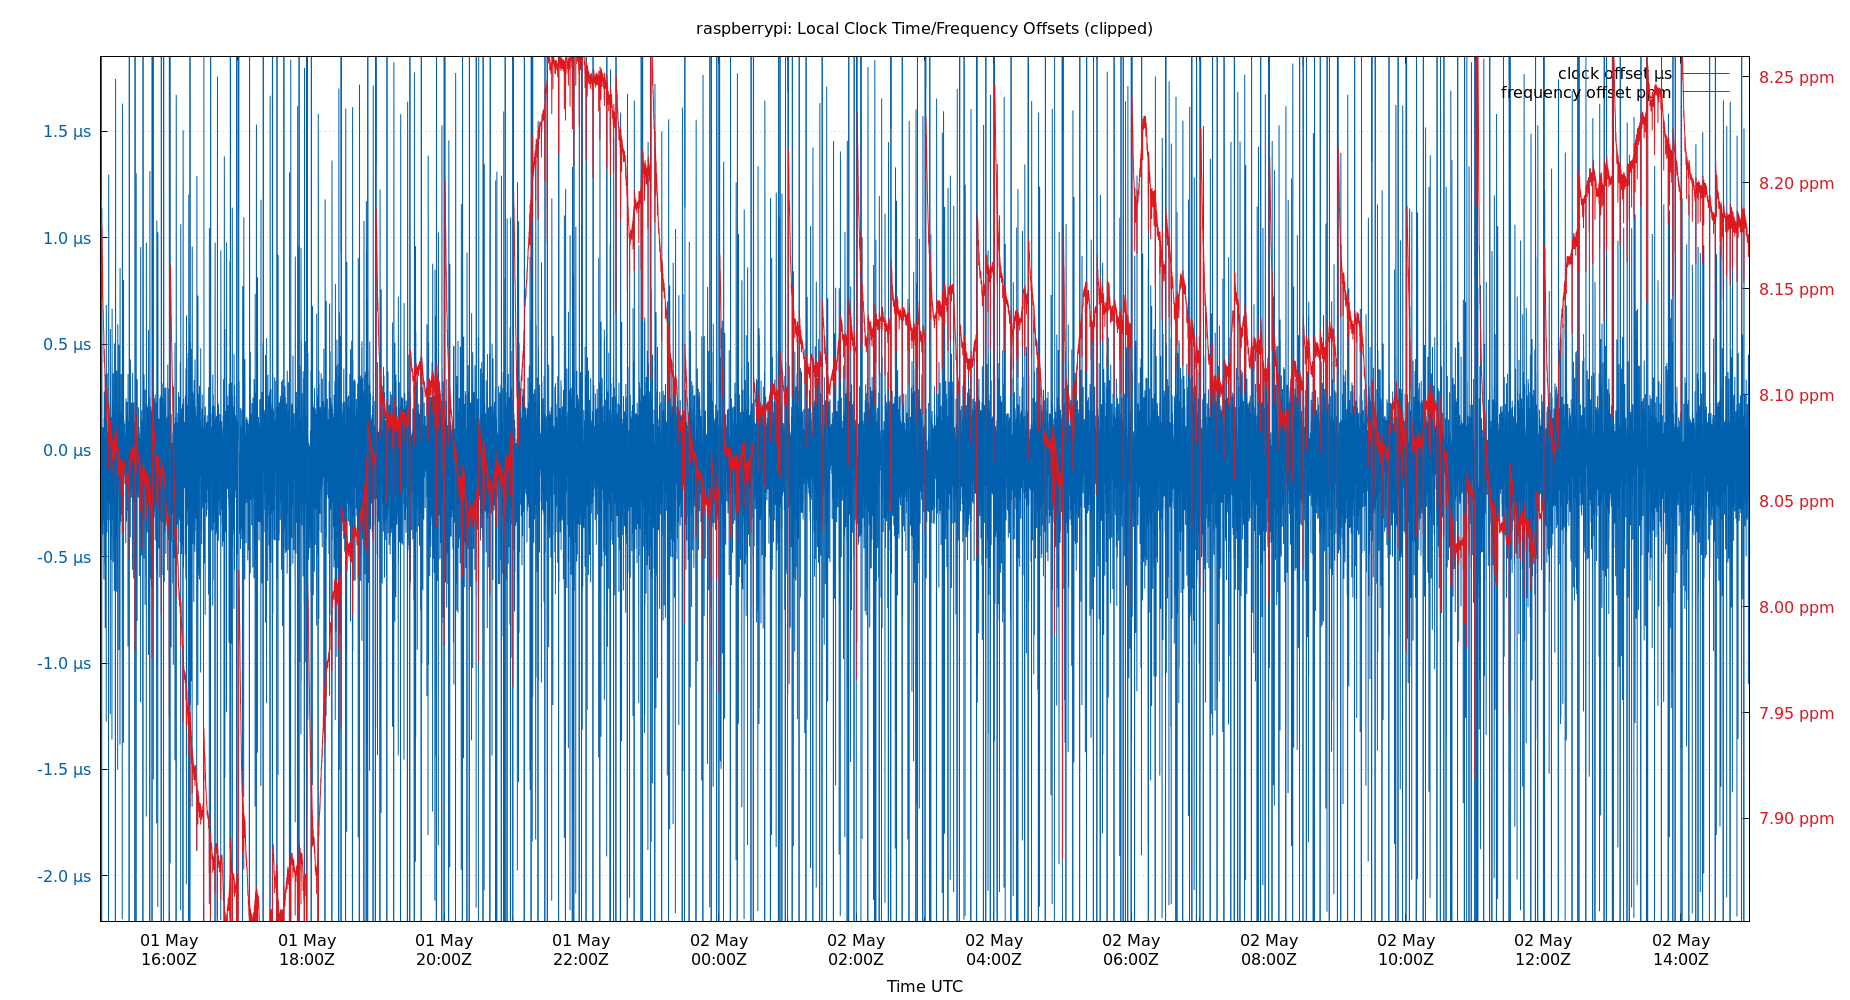 raspberrypi: Local Clock Time/Frequency Offsets (clipped)
clock offset µs
frequency offset ppm
1.5 µs
1.0 µs
0.5 µs
0.0 µs
-0.5 µs
-1.0 µs
-1.5 µs
-2.0 µs
8.25 ppm
8.20 ppm
8.15 ppm
8.10 ppm
8.05 ppm
8.00 ppm
7.95 ppm
7.90 ppm
01 May 01 May 01 May 01 May 02 May 02 May 02 May 02 May 02 May 02 May 02 May 02 May
16:00Z 18:00Z 20:00Z 22:00Z 00:00Z 02:00Z 04:00Z 06:00Z 08:00Z 10:00Z 12:00Z 14:00Z
Time UTC